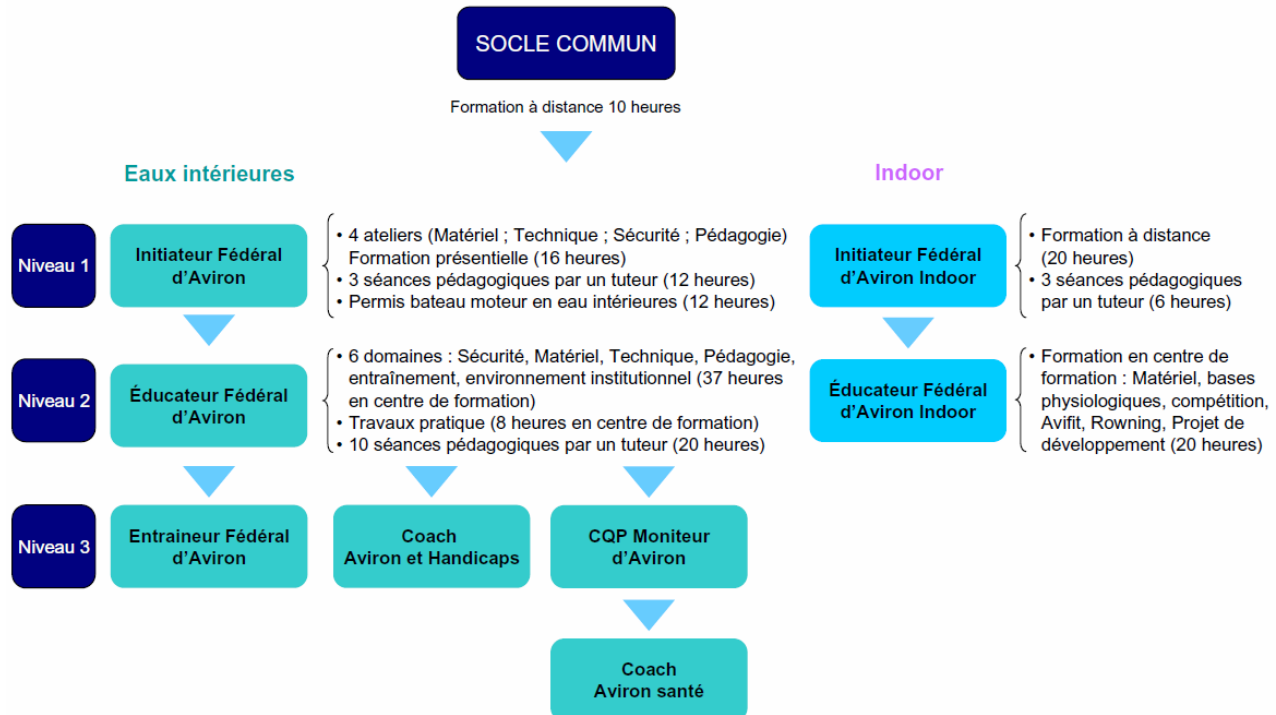 SOCLE COMMUN
Formation à distance 10 heures
Eaux intérieures
Indoor
Niveau 1
Initiateur Fédéral
d'Aviron
• 4 ateliers (Matériel ; Technique ; Sécurité ; Pédagogie)
Formation présentielle (16 heures)
• 3 séances pédagogiques par un tuteur (12 heures)
• Permis bateau moteur en eau intérieures (12 heures)
Initiateur Fédéral
d'Aviron Indoor
• Formation à distance
(20 heures)
• 3 séances pédagogiques
par un tuteur (6 heures)
Niveau 2
Éducateur Fédéral
d'Aviron
• 6 domaines : Sécurité, Matériel, Technique, Pédagogie,
entraînement, environnement institutionnel (37 heures
en centre de formation)
• Travaux pratique (8 heures en centre de formation)
• 10 séances pédagogiques par un tuteur (20 heures)
Éducateur Fédéral
d'Aviron Indoor
• Formation en centre de
formation : Matériel, bases
physiologiques, compétition,
Avifit, Rowning, Projet de
développement (20 heures)
Niveau 3
Entraineur Fédéral
d'Aviron
Coach
Aviron et Handicaps
CQP Moniteur
d'Aviron
Coach
Aviron santé